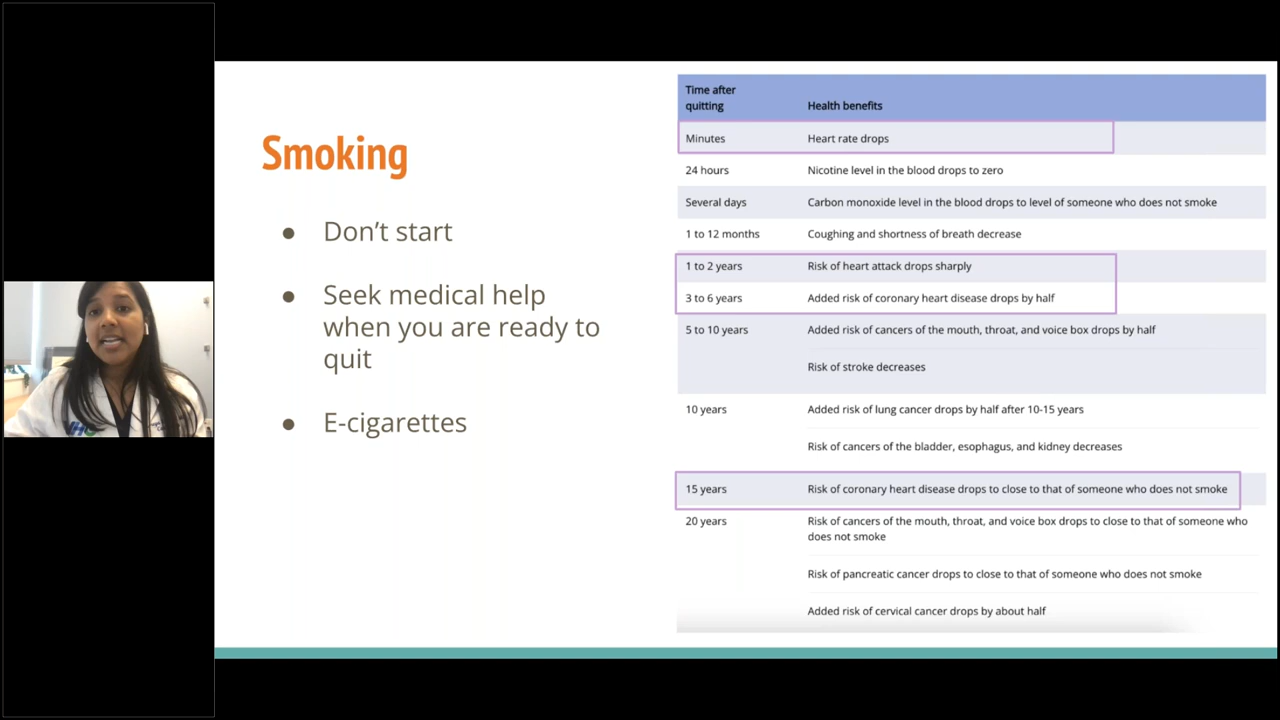 Smoking
● Don’t start
● Seek medical help
when you are ready to
quit
● E-cigarettes
Time after
quitting
Health benefits
Minutes Heart rate drops
24 hours Nicotine level in the blood drops to zero
Several days Carbon monoxide level in the blood drops to level of someone who does not smoke
1 to 12 months Coughing and shortness of breath decrease
1 to 2 years Risk of heart attack drops sharply
3 to 6 years Added risk of coronary heart disease drops by half
5 to 10 years Added risk of cancers of the mouth, throat, and voice box drops by half
Risk of stroke decreases
10 years Added risk of lung cancer drops by half after 10-15 years
Risk of cancers of the bladder, esophagus, and kidney decreases
15 years Risk of coronary heart disease drops to close to that of someone who does not smoke
20 years Risk of cancers of the mouth, throat, and voice box drops to close to that of someone who
does not smoke
Risk of pancreatic cancer drops to close to that of someone who does not smoke
Added risk of cervical cancer drops by about half